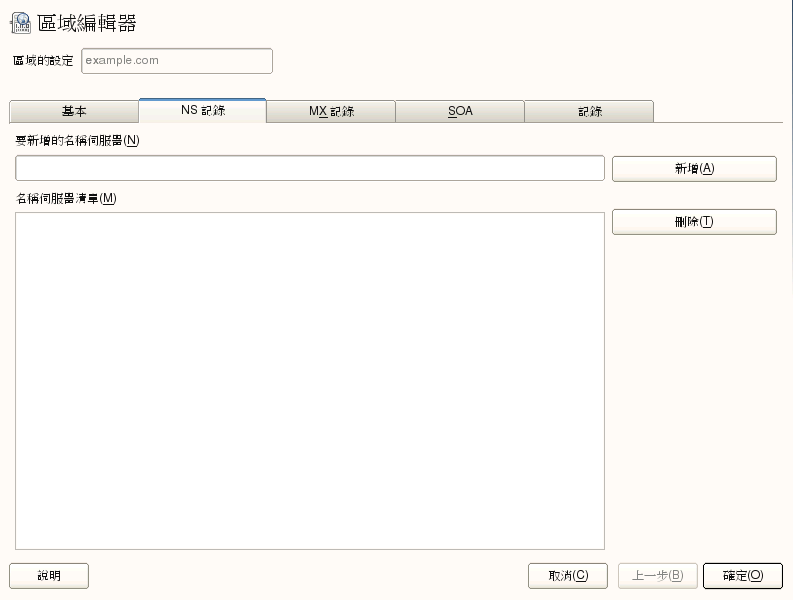 區域編輯器
區域的設定 example.com
基本 NS 記錄 MX 記錄 SOA 記錄
要新增的名稱伺服器(N)
新增(A)
名稱伺服器清單(M)
刪除(T)
說明 取消(C) 上一步(B) 確定(O)